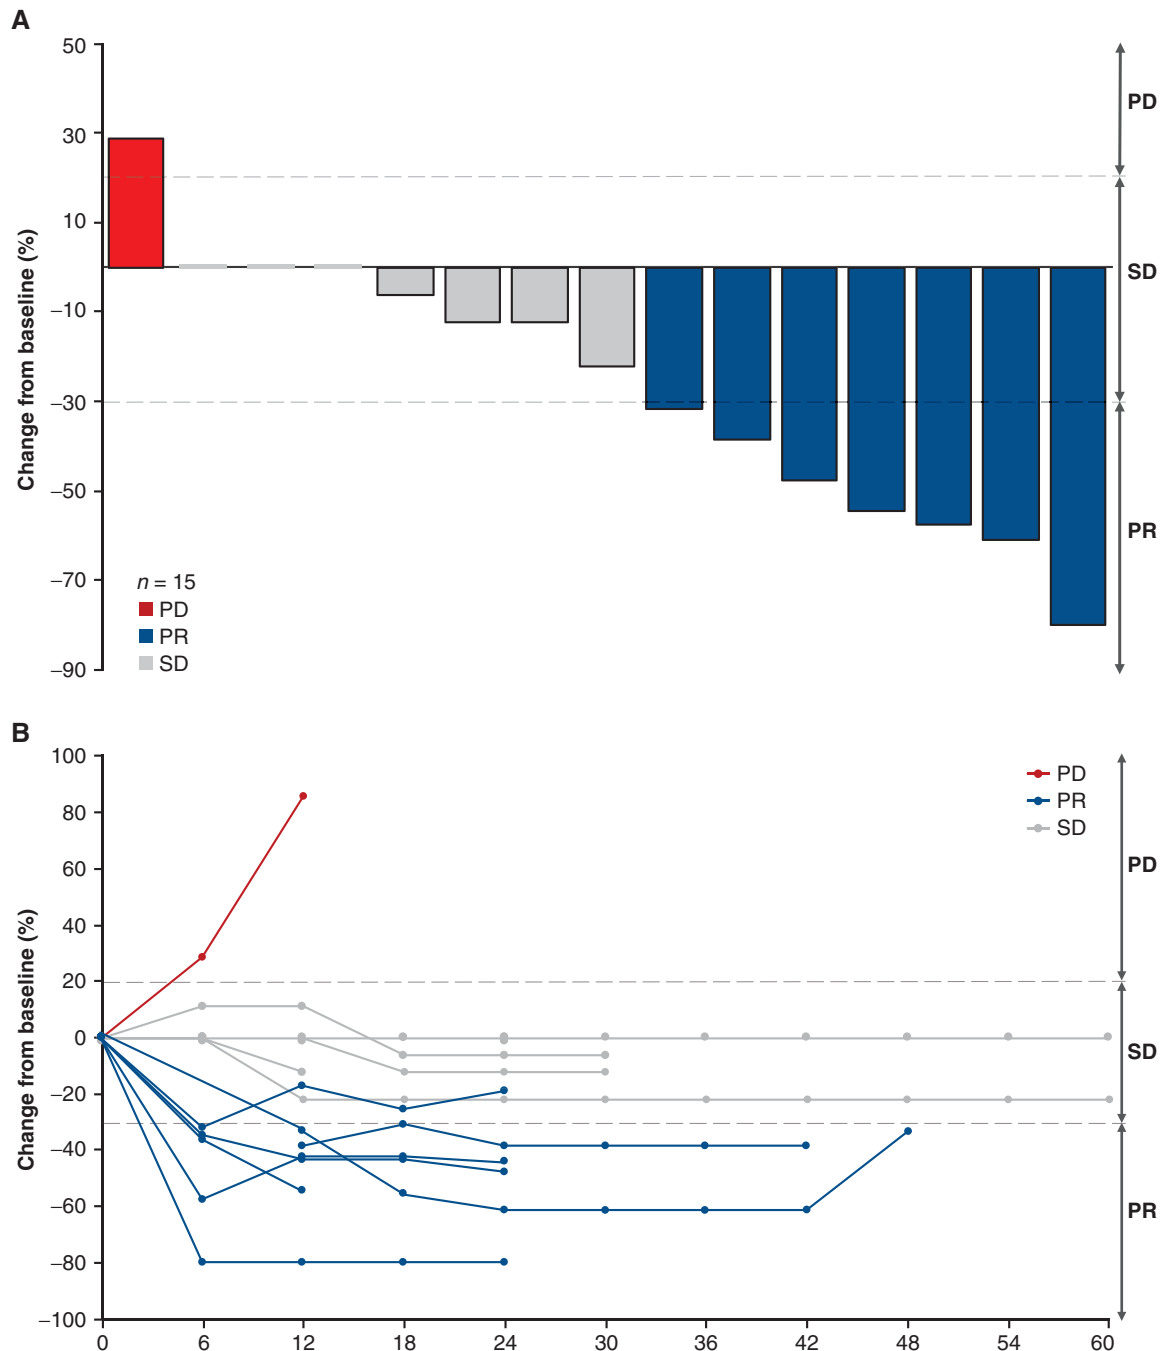 A
50
30
10
–10
–30
–50
–70
–90
Change from baseline (%)
n = 15
PD
PR
SD
PD
SD
PR
B
100
80
60
40
20
0
–20
–40
–60
–80
–100
Change from baseline (%)
PD
PR
SD
PD
SD
PR
0 6 12 18 24 30 36 42 48 54 60